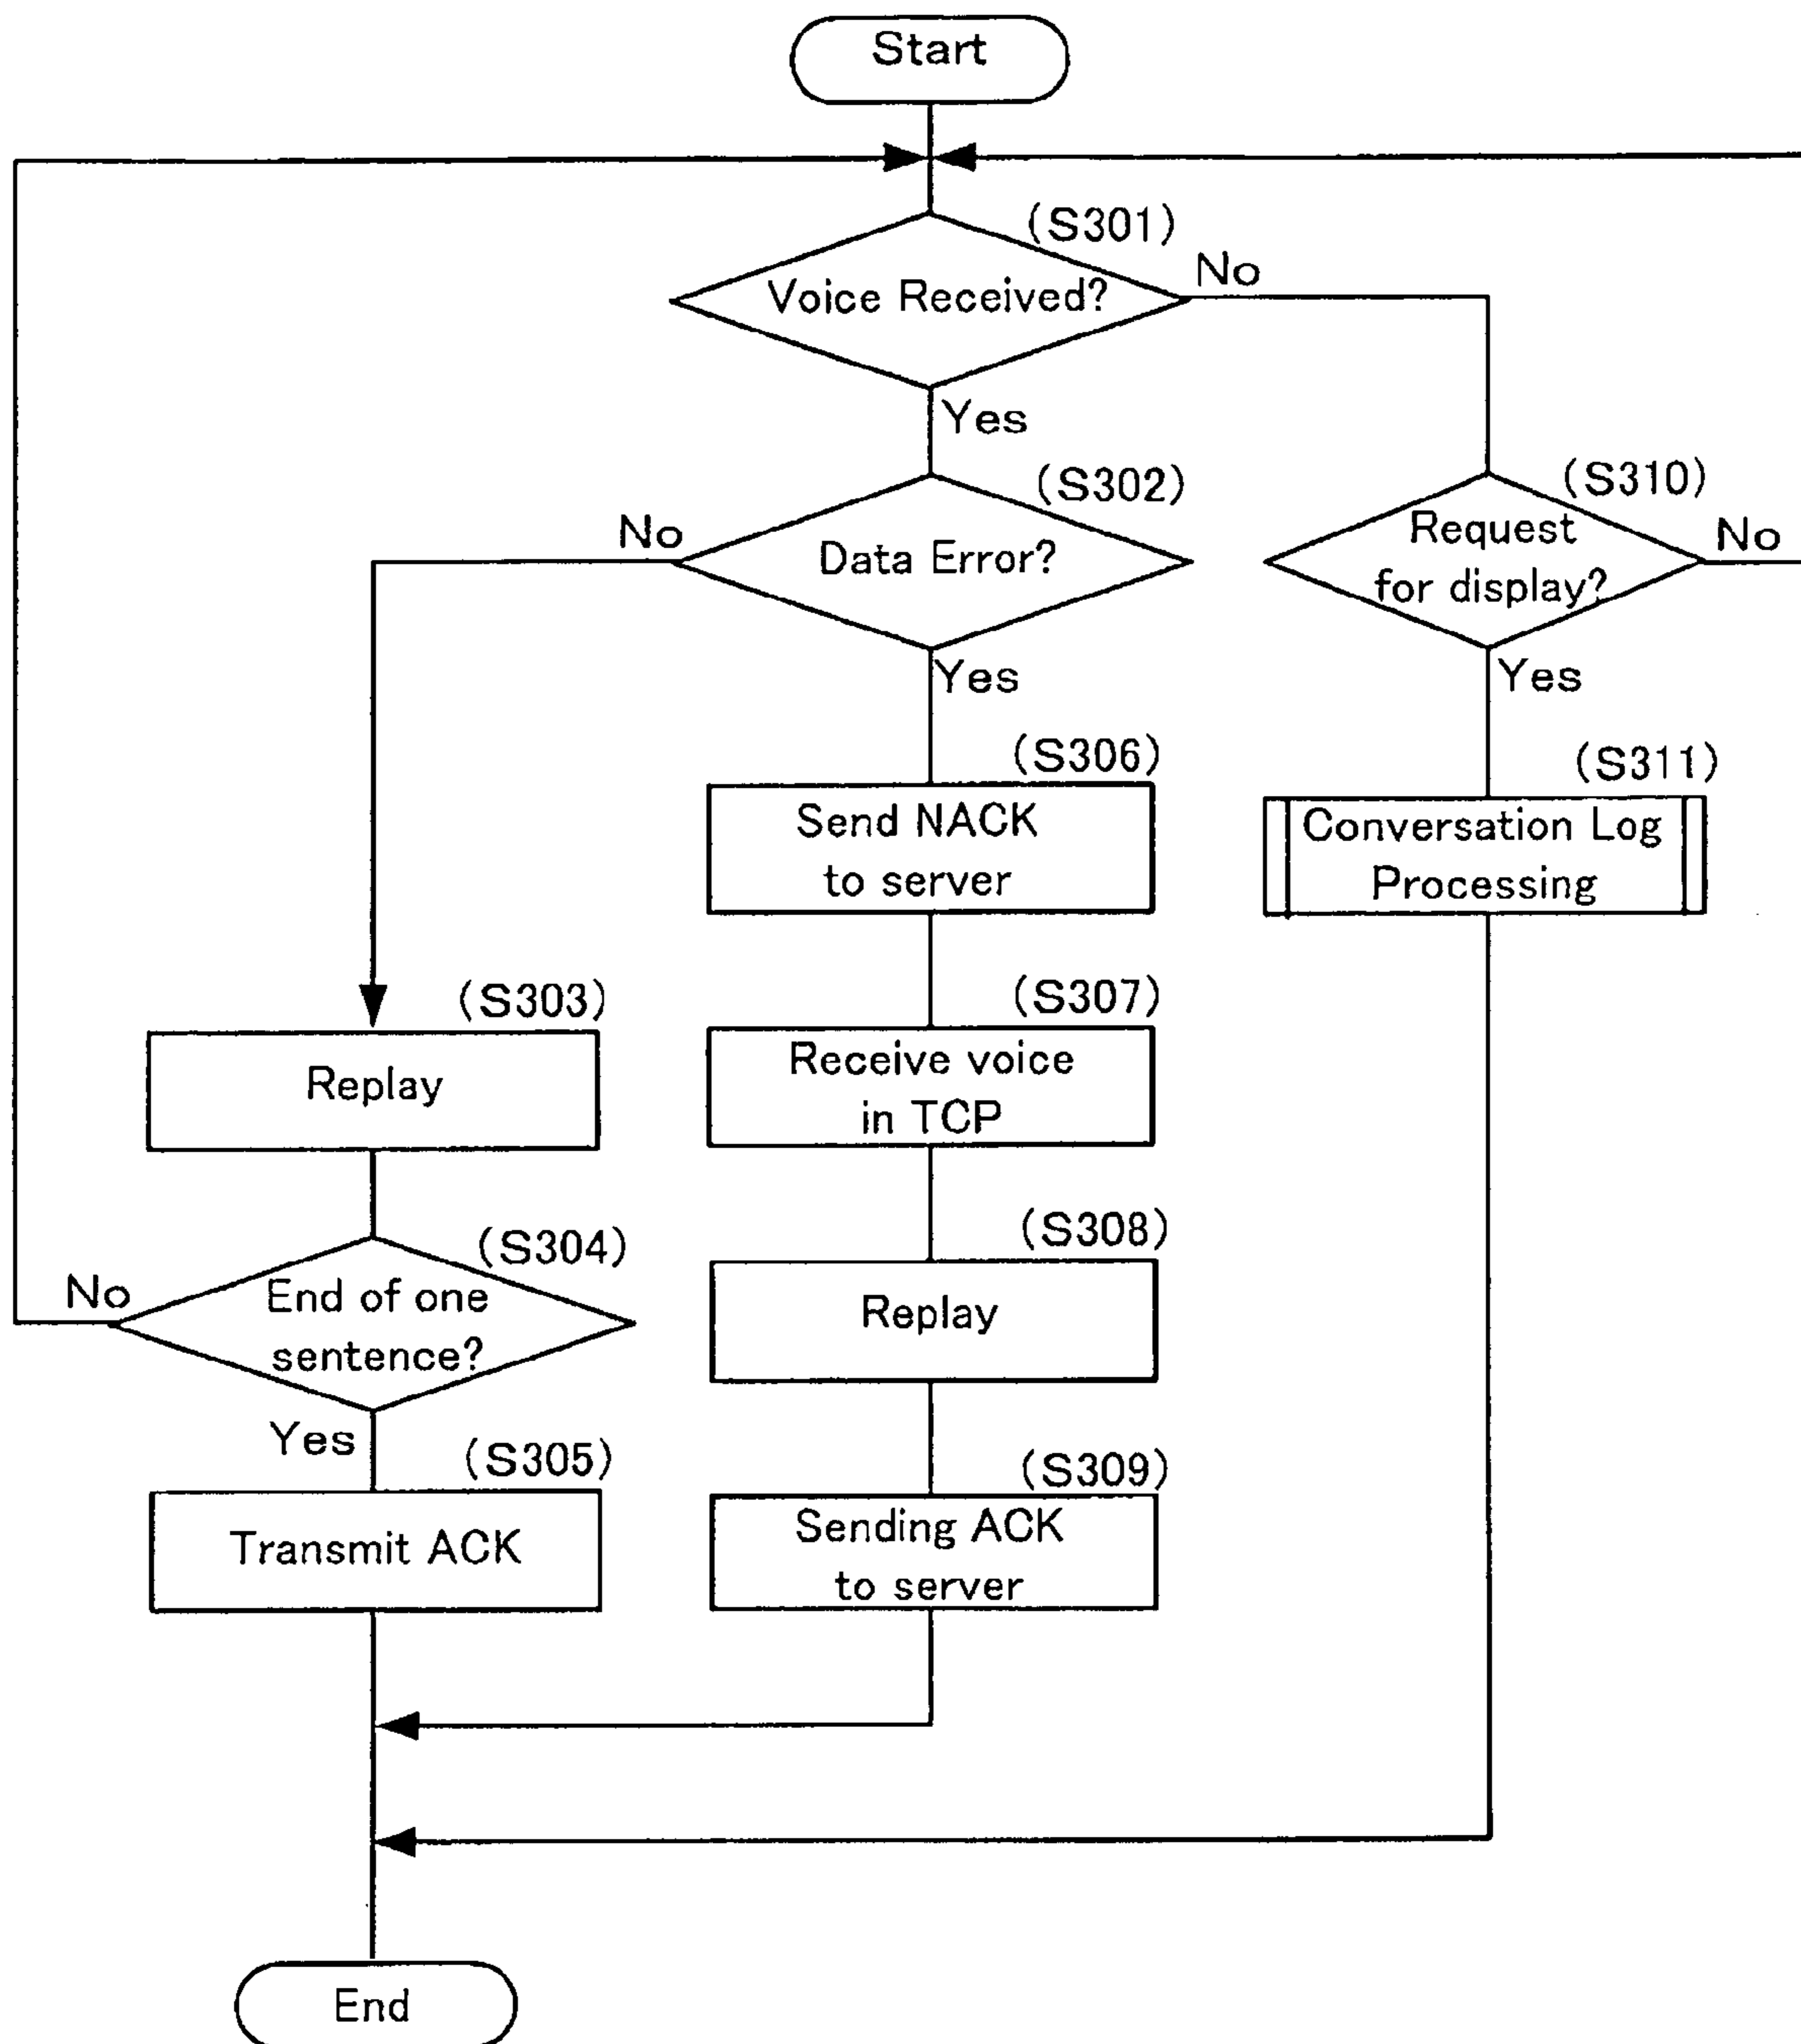 Start
(S301)
Voice Received?
No
Yes
(S302)
(S310)
No
Data Error?
Request
for display?
No
Yes
Yes
(S306)
(S311)
Send NACK
to server
Conversation Log
Processing
(S303)
(S307)
Replay
Receive voice
in TCP
(S304)
(S308)
No
End of one
sentence?
Replay
Yes
(S305)
(S309)
Transmit ACK
Sending ACK
to server
End